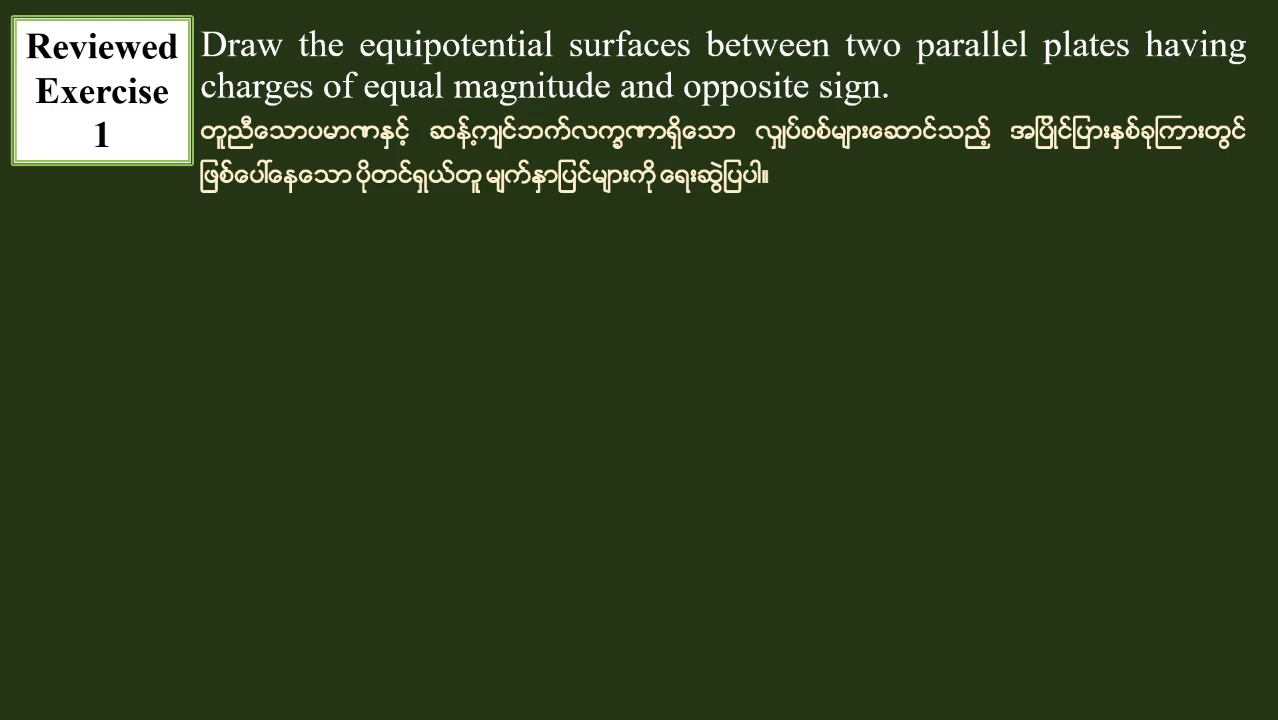 Reviewed
Exercise
1
Draw the equipotential surfaces between two parallel plates having
charges of equal magnitude and opposite sign.
တူညီသောပမာဏနှင့် ဆန့်ကျင်ဘက်လက္ခဏာရှိသော လျှပ်စစ်များဆောင်သည့် အပြိုင်ပြားနှစ်ခုကြားတွင်
ဖြစ်ပေါ်နေသော ပိုတင်ရှယ်တူ မျက်နှာပြင်များကို ရေးဆွဲပြပါ။